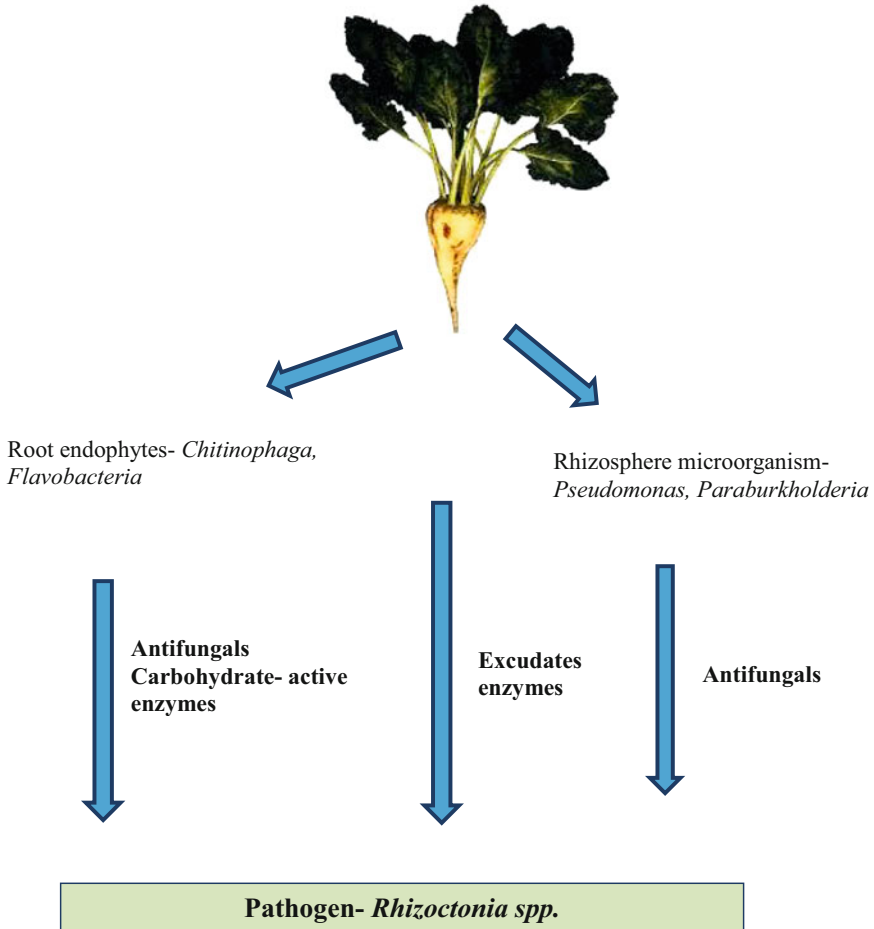 Root endophytes- Chitinophaga,
Flavobacteria
Rhizosphere microorganism-
Pseudomonas, Paraburkholderia
Antifungals
Carbohydrate- active
enzymes
Excudates
enzymes
Antifungals
Pathogen- Rhizoctonia spp.